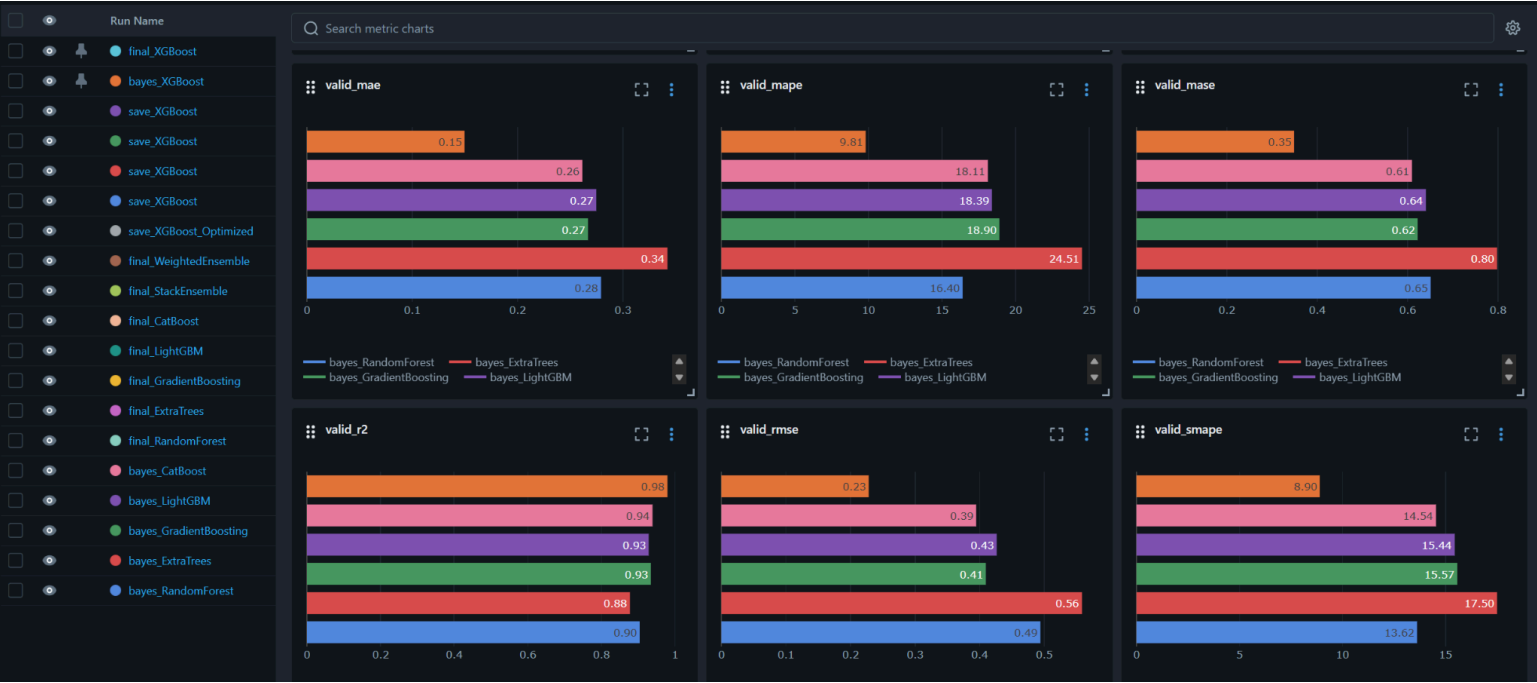 Run Name
final_XGBoost
bayes_XGBoost
save_XGBoost
save_XGBoost
save_XGBoost
save_XGBoost
save_XGBoost_Optimized
final_WeightedEnsemble
final_StackEnsemble
final_CatBoost
final_LightGBM
final_GradientBoosting
final_ExtraTrees
final_RandomForest
bayes_CatBoost
bayes_LightGBM
bayes_GradientBoosting
bayes_ExtraTrees
bayes_RandomForest
Search metric charts
valid_mae
0.15
0.26
0.27
0.27
0.34
0.28
0 0.1 0.2 0.3
bayes_RandomForest bayes_ExtraTrees
bayes_GradientBoosting bayes_LightGBM
valid_mape
9.81
18.11
18.39
18.90
24.51
16.40
0 5 10 15 20 25
bayes_RandomForest bayes_ExtraTrees
bayes_GradientBoosting bayes_LightGBM
valid_mase
0.35
0.61
0.64
0.62
0.80
0.65
0 0.2 0.4 0.6 0.8
bayes_RandomForest bayes_ExtraTrees
bayes_GradientBoosting bayes_LightGBM
valid_r2
0.98
0.94
0.93
0.93
0.88
0.90
0 0.2 0.4 0.6 0.8 1
valid_rmse
0.23
0.39
0.43
0.41
0.56
0.49
0 0.1 0.2 0.3 0.4 0.5
valid_smape
8.90
14.54
15.44
15.57
17.50
13.62
0 5 10 15